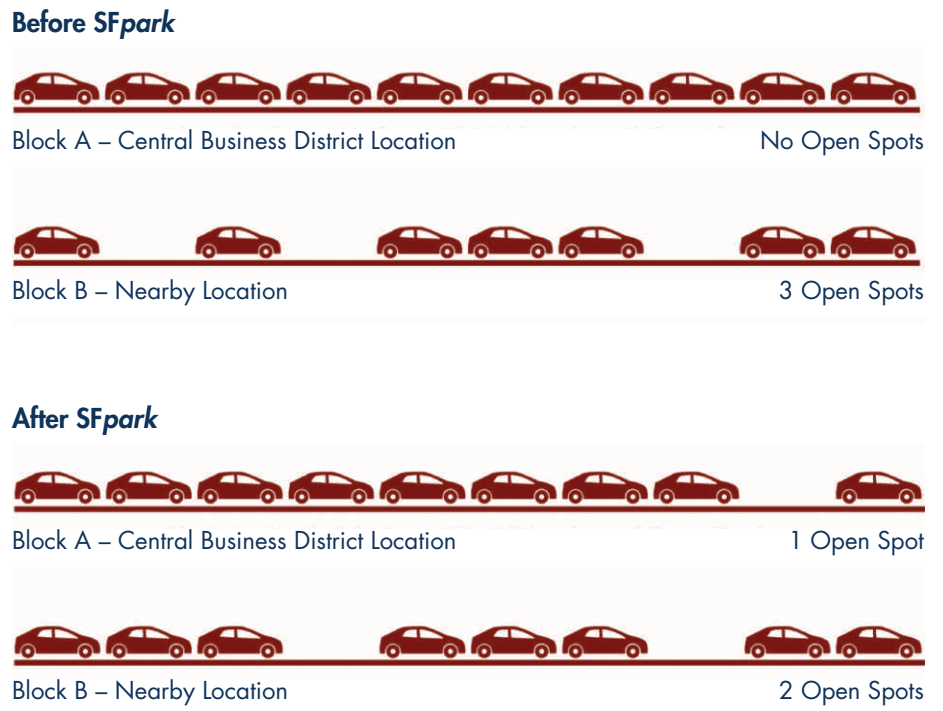 Before SFpark
Block A – Central Business District Location No Open Spots
Block B – Nearby Location 3 Open Spots
After SFpark
Block A – Central Business District Location 1 Open Spot
Block B – Nearby Location 2 Open Spots